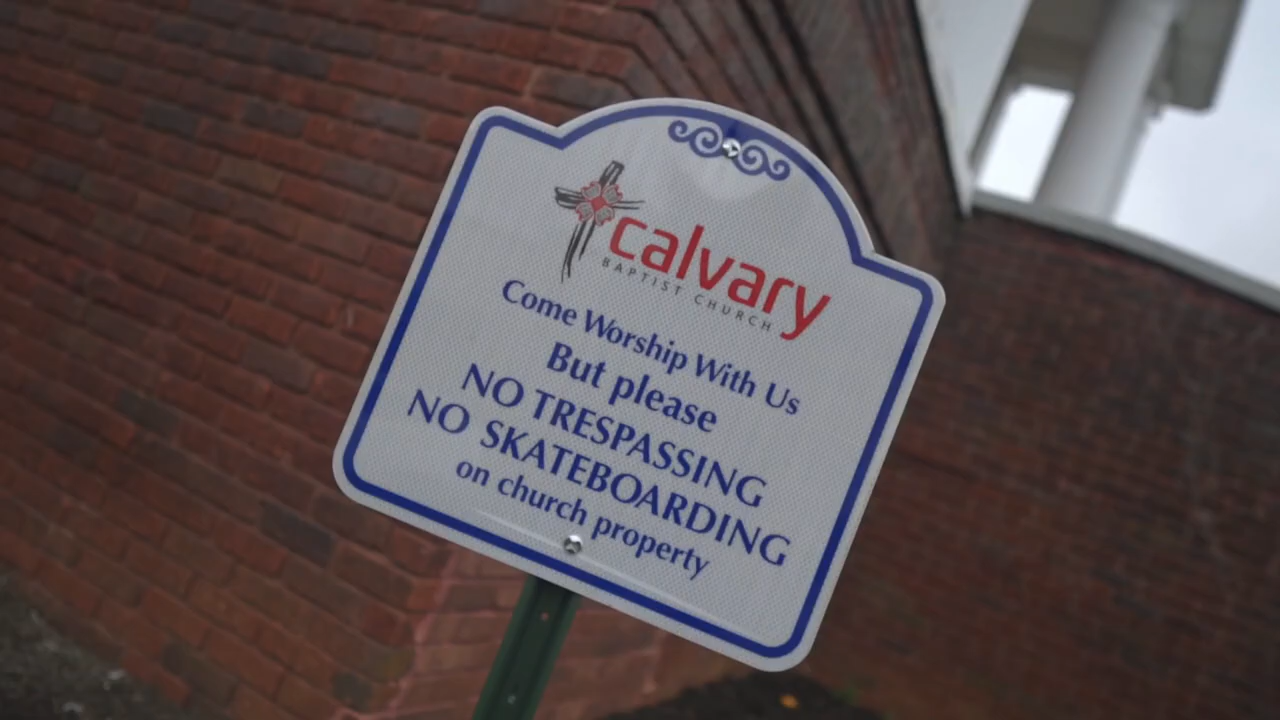 calvary
BAPTIST CHURCH
Come Worship With Us
But please
NO TRESPASSING
NO SKATEBOARDING
on church property